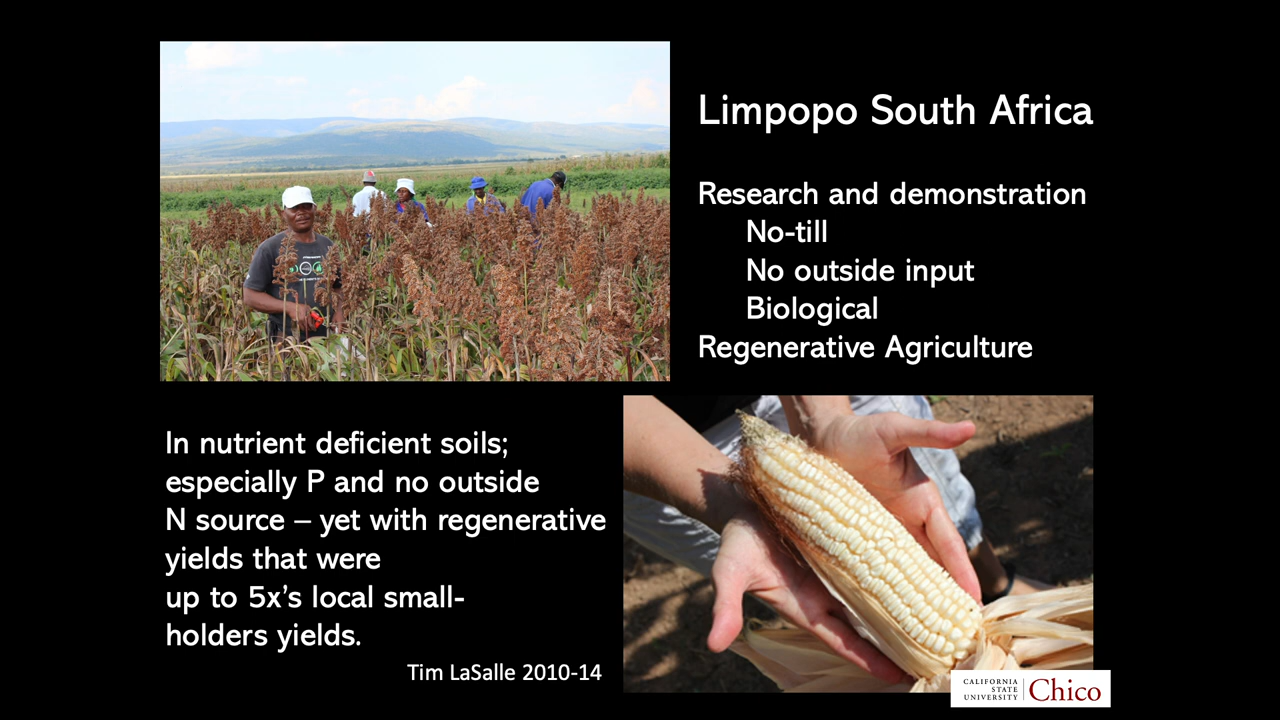 Limpopo South Africa
Research and demonstration
No-till
No outside input
Biological
Regenerative Agriculture
In nutrient deficient soils;
especially P and no outside
N source – yet with regenerative
yields that were
up to 5x’s local small-
holders yields.
Tim LaSalle 2010-14
CALIFORNIA
STATE
UNIVERSITY
Chico